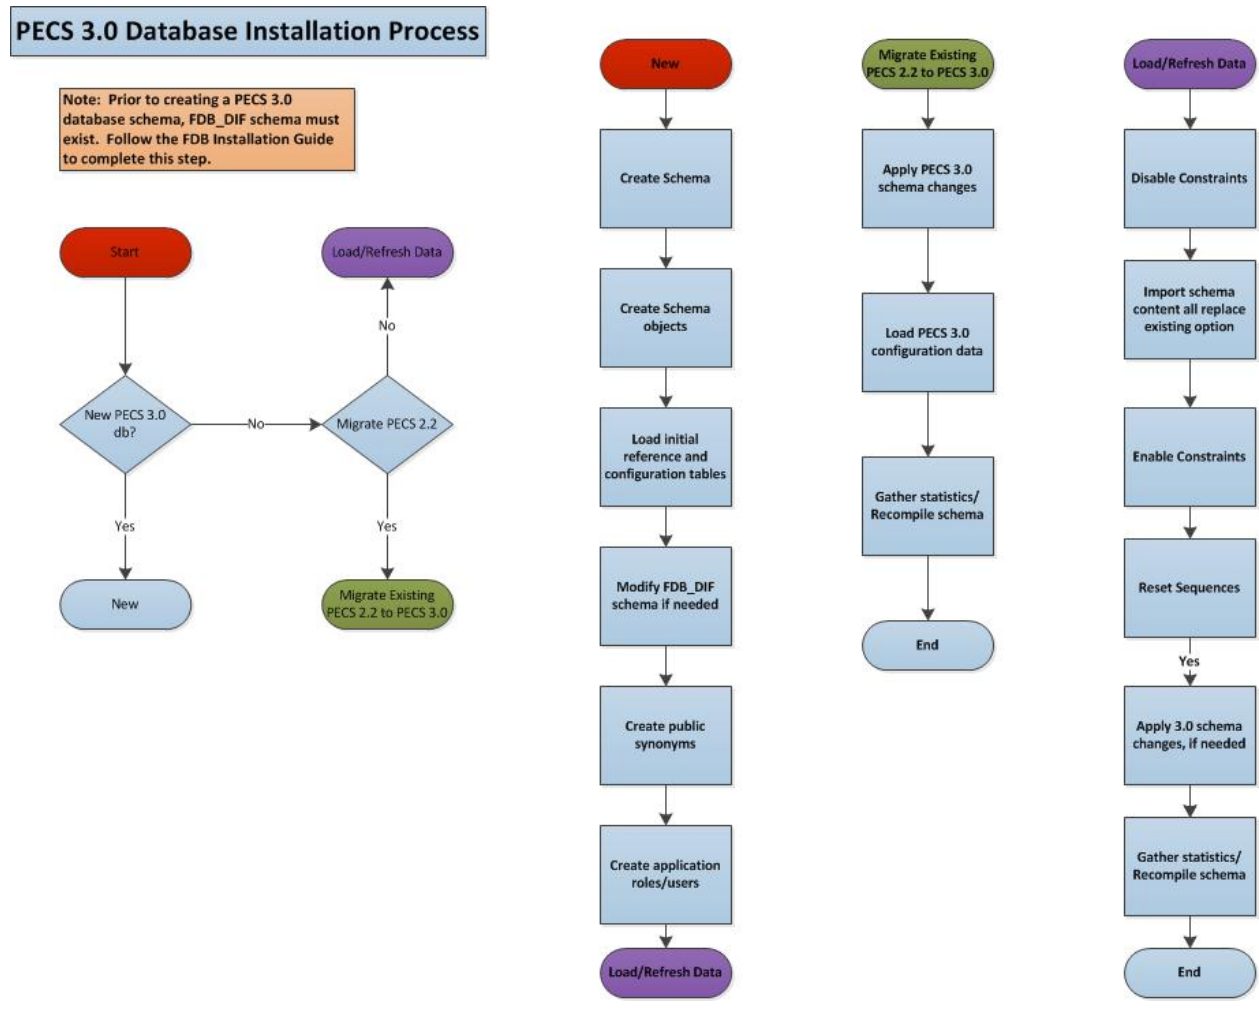 PECS 3.0 Database Installation Process
Note:  Prior to creating a PECS 3.0
database schema, FDB_DIF schema must
exist.  Follow the FDB Installation Guide
to complete this step.
Start
Load/Refresh Data
No
New PECS 3.0
db?
No
Migrate PECS 2.2
Yes
Yes
New
Migrate Existing
PECS 2.2 to PECS 3.0
New
Create Schema
Create Schema
objects
Load initial
reference and
configuration tables
Modify FDB_DIF
schema if needed
Create public
synonyms
Create application
roles/users
Load/Refresh Data
Migrate Existing
PECS 2.2 to PECS 3.0
Apply PECS 3.0
schema changes
Load PECS 3.0
configuration data
Gather statistics/
Recompile schema
End
Load/Refresh Data
Disable Constraints
Import schema
content all replace
existing option
Enable Constraints
Reset Sequences
Yes
Apply 3.0 schema
changes, if needed
Gather statistics/
Recompile schema
End